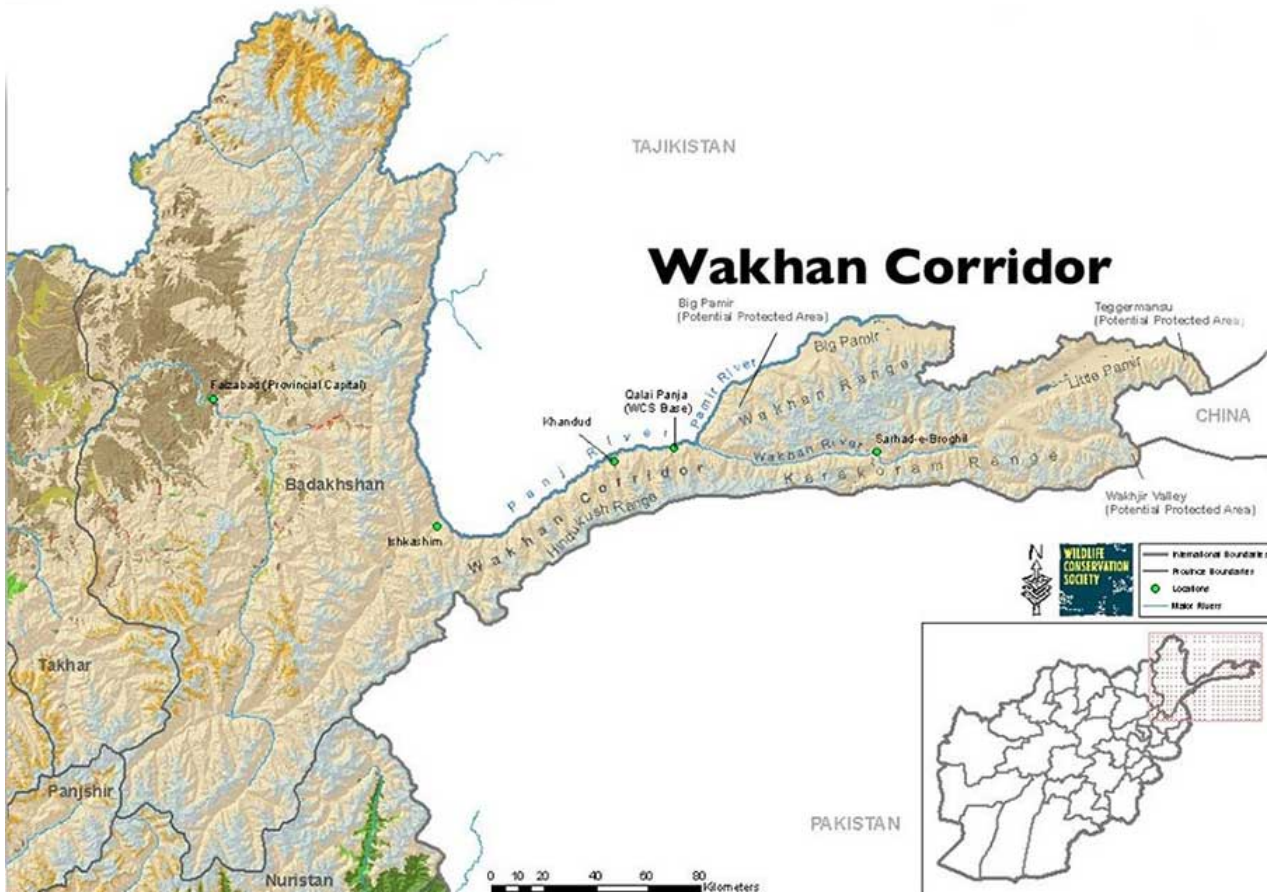 TAJIKISTAN
Wakhan Corridor
Big Pamir
(Potential Protected Area)
Teggermansu
(Potential Protected Area)
Big Pamir
Pamir River
Little Pamir
Wakhan Range
Faizabad (Provincial Capital)
Qalai Panja
(WCS Base)
CHINA
Khandud
Panj River
Wakhan River
Sarhad-e-Broghil
Karakoram Range
Badakhshan
Wakhan Corridor
Hindukush Range
Wakhjir Valley
(Potential Protected Area)
Ishkashim
N
WILDLIFE
CONSERVATION
SOCIETY
International Boundaries
Province Boundaries
Locations
Major Rivers
Takhar
Panjshir
PAKISTAN
Nuristan
0 10 20 40 60 80
Kilometers